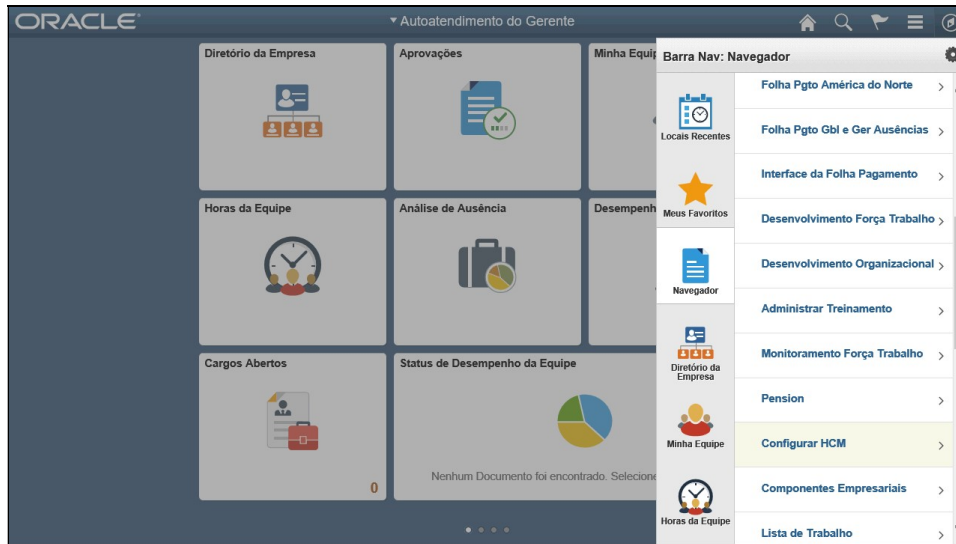 ORACLE
Autoatendimento do Gerente
Diretório da Empresa
Aprovações
Minha Equip
Horas da Equipe
Análise de Ausência
Desempenh
Cargos Abertos
0
Status de Desempenho da Equipe
Nenhum Documento foi encontrado. Selecione
Barra Nav: Navegador
Locais Recentes
Meus Favoritos
Navegador
Diretório da
Empresa
Minha Equipe
Horas da Equipe
Folha Pgto América do Norte
Folha Pgto Gbl e Ger Ausências
Interface da Folha Pagamento
Desenvolvimento Força Trabalho
Desenvolvimento Organizacional
Administrar Treinamento
Monitoramento Força Trabalho
Pension
Configurar HCM
Componentes Empresariais
Lista de Trabalho